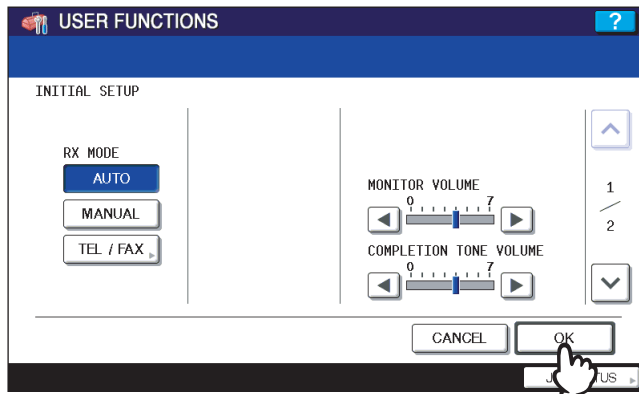 USER FUNCTIONS
?
INITIAL SETUP
RX MODE
AUTO
MANUAL
TEL / FAX
MONITOR VOLUME
0 7
COMPLETION TONE VOLUME
0 7
1
2
CANCEL
OK